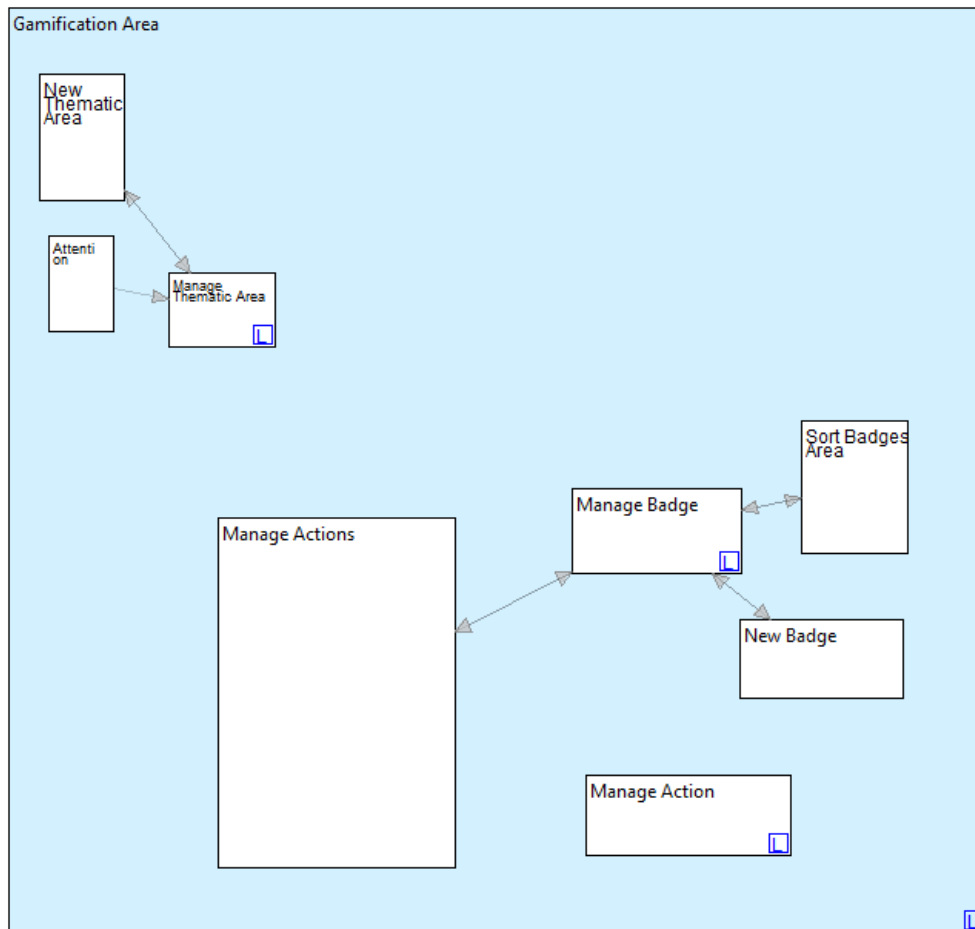 Gamification Area
New
Thematic
Area
Attenti
on
Manage
Thematic Area
L
Sort Badges
Area
Manage Badge
L
Manage Actions
New Badge
Manage Action
L
L